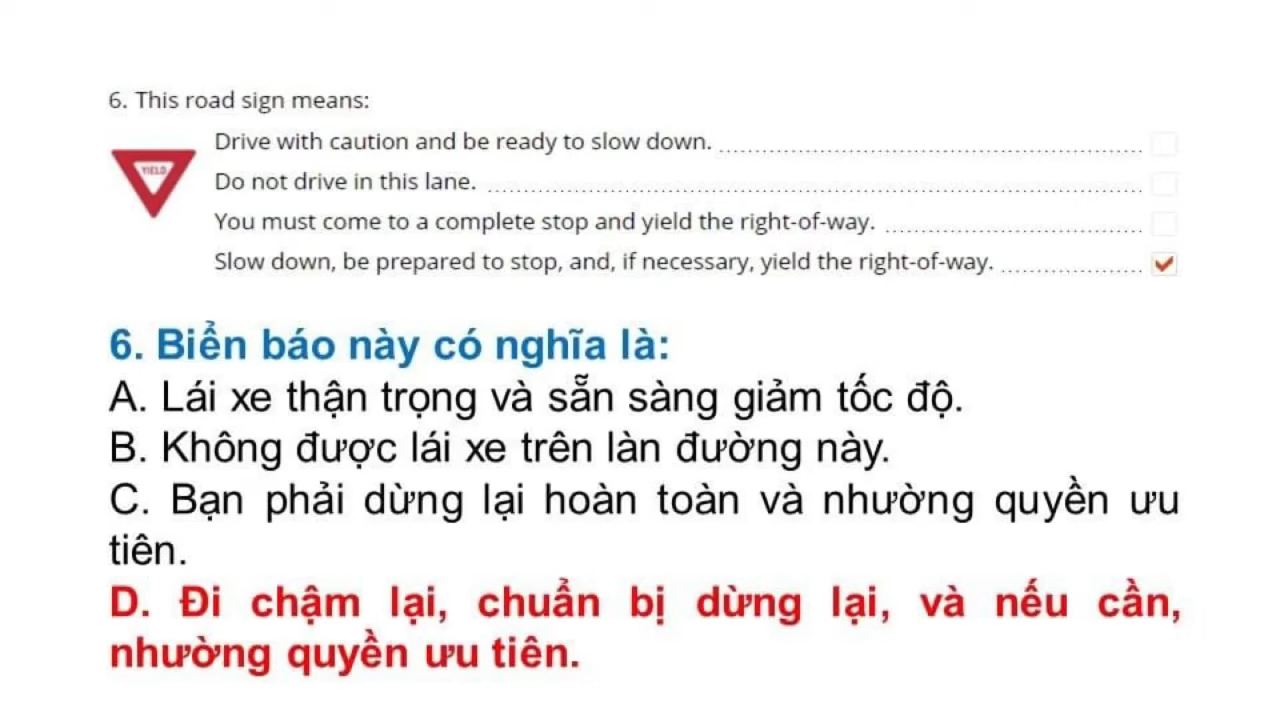 6. This road sign means:
Drive with caution and be ready to slow down.
YIELD
Do not drive in this lane.
You must come to a complete stop and yield the right-of-way.
Slow down, be prepared to stop, and, if necessary, yield the right-of-way.
6. Biển báo này có nghĩa là:
A. Lái xe thận trọng và sẵn sàng giảm tốc độ.
B. Không được lái xe trên làn đường này.
C. Bạn phải dừng lại hoàn toàn và nhường quyền ưu
tiên.
D. Đi chậm lại, chuẩn bị dừng lại, và nếu cần,
nhường quyền ưu tiên.